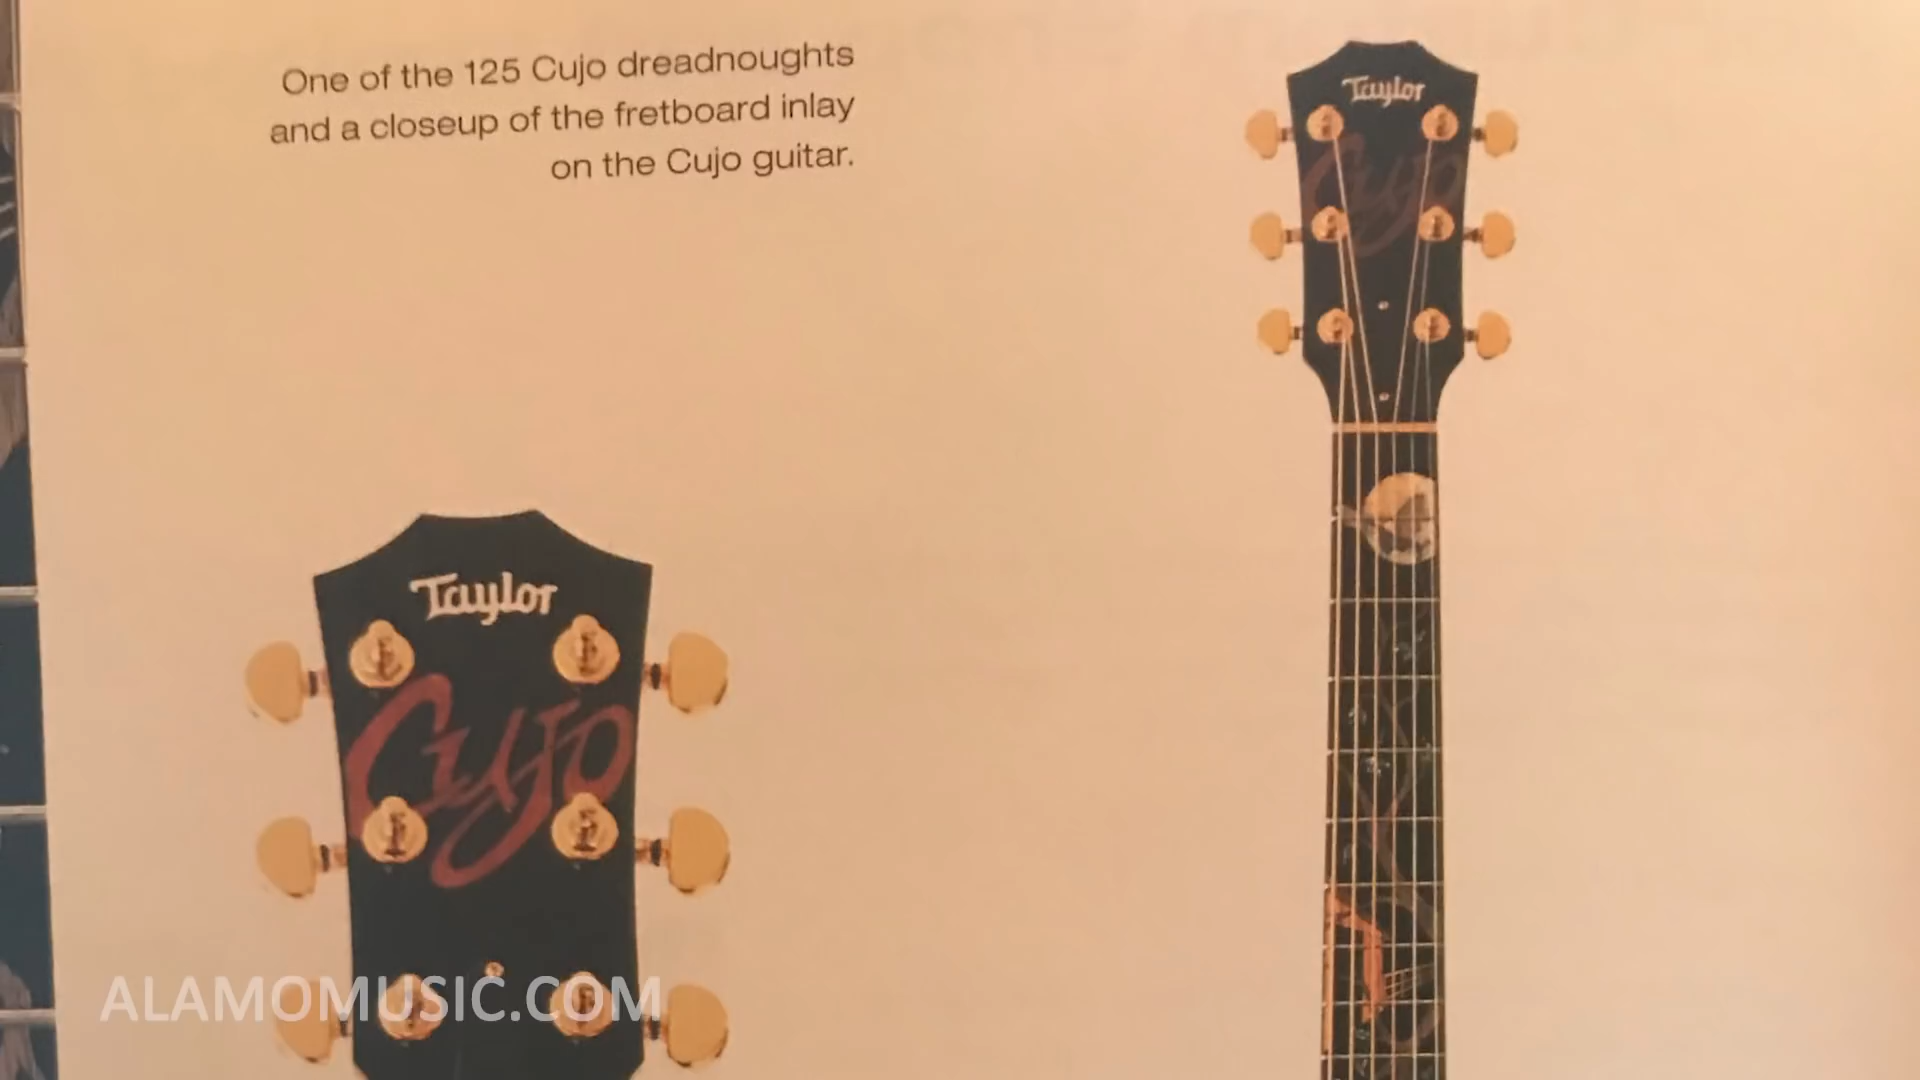 One of the 125 Cujo dreadnoughts
and a closeup of the fretboard inlay
on the Cujo guitar.
Taylor
Cujo
Taylor
Cujo
ALAMOMUSIC.COM